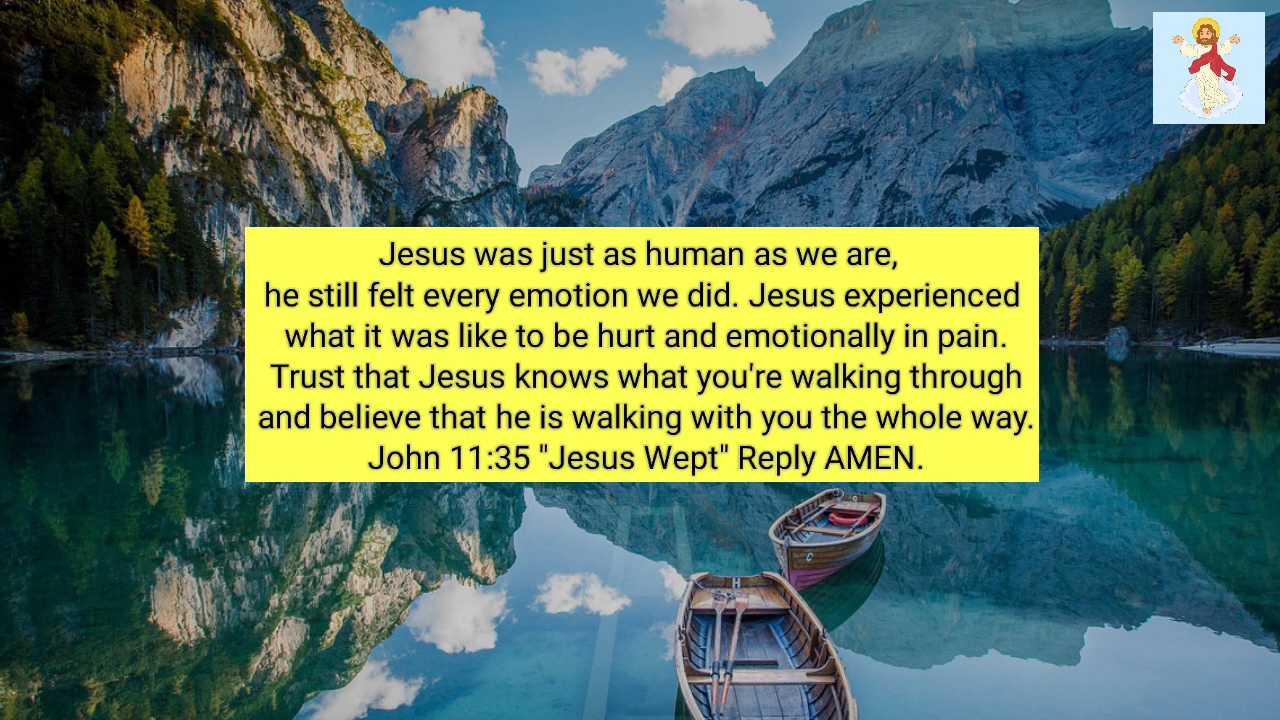 Jesus was just as human as we are,
he still felt every emotion we did. Jesus experienced
what it was like to be hurt and emotionally in pain.
Trust that Jesus knows what you're walking through
and believe that he is walking with you the whole way.
John 11:35 "Jesus Wept" Reply AMEN.